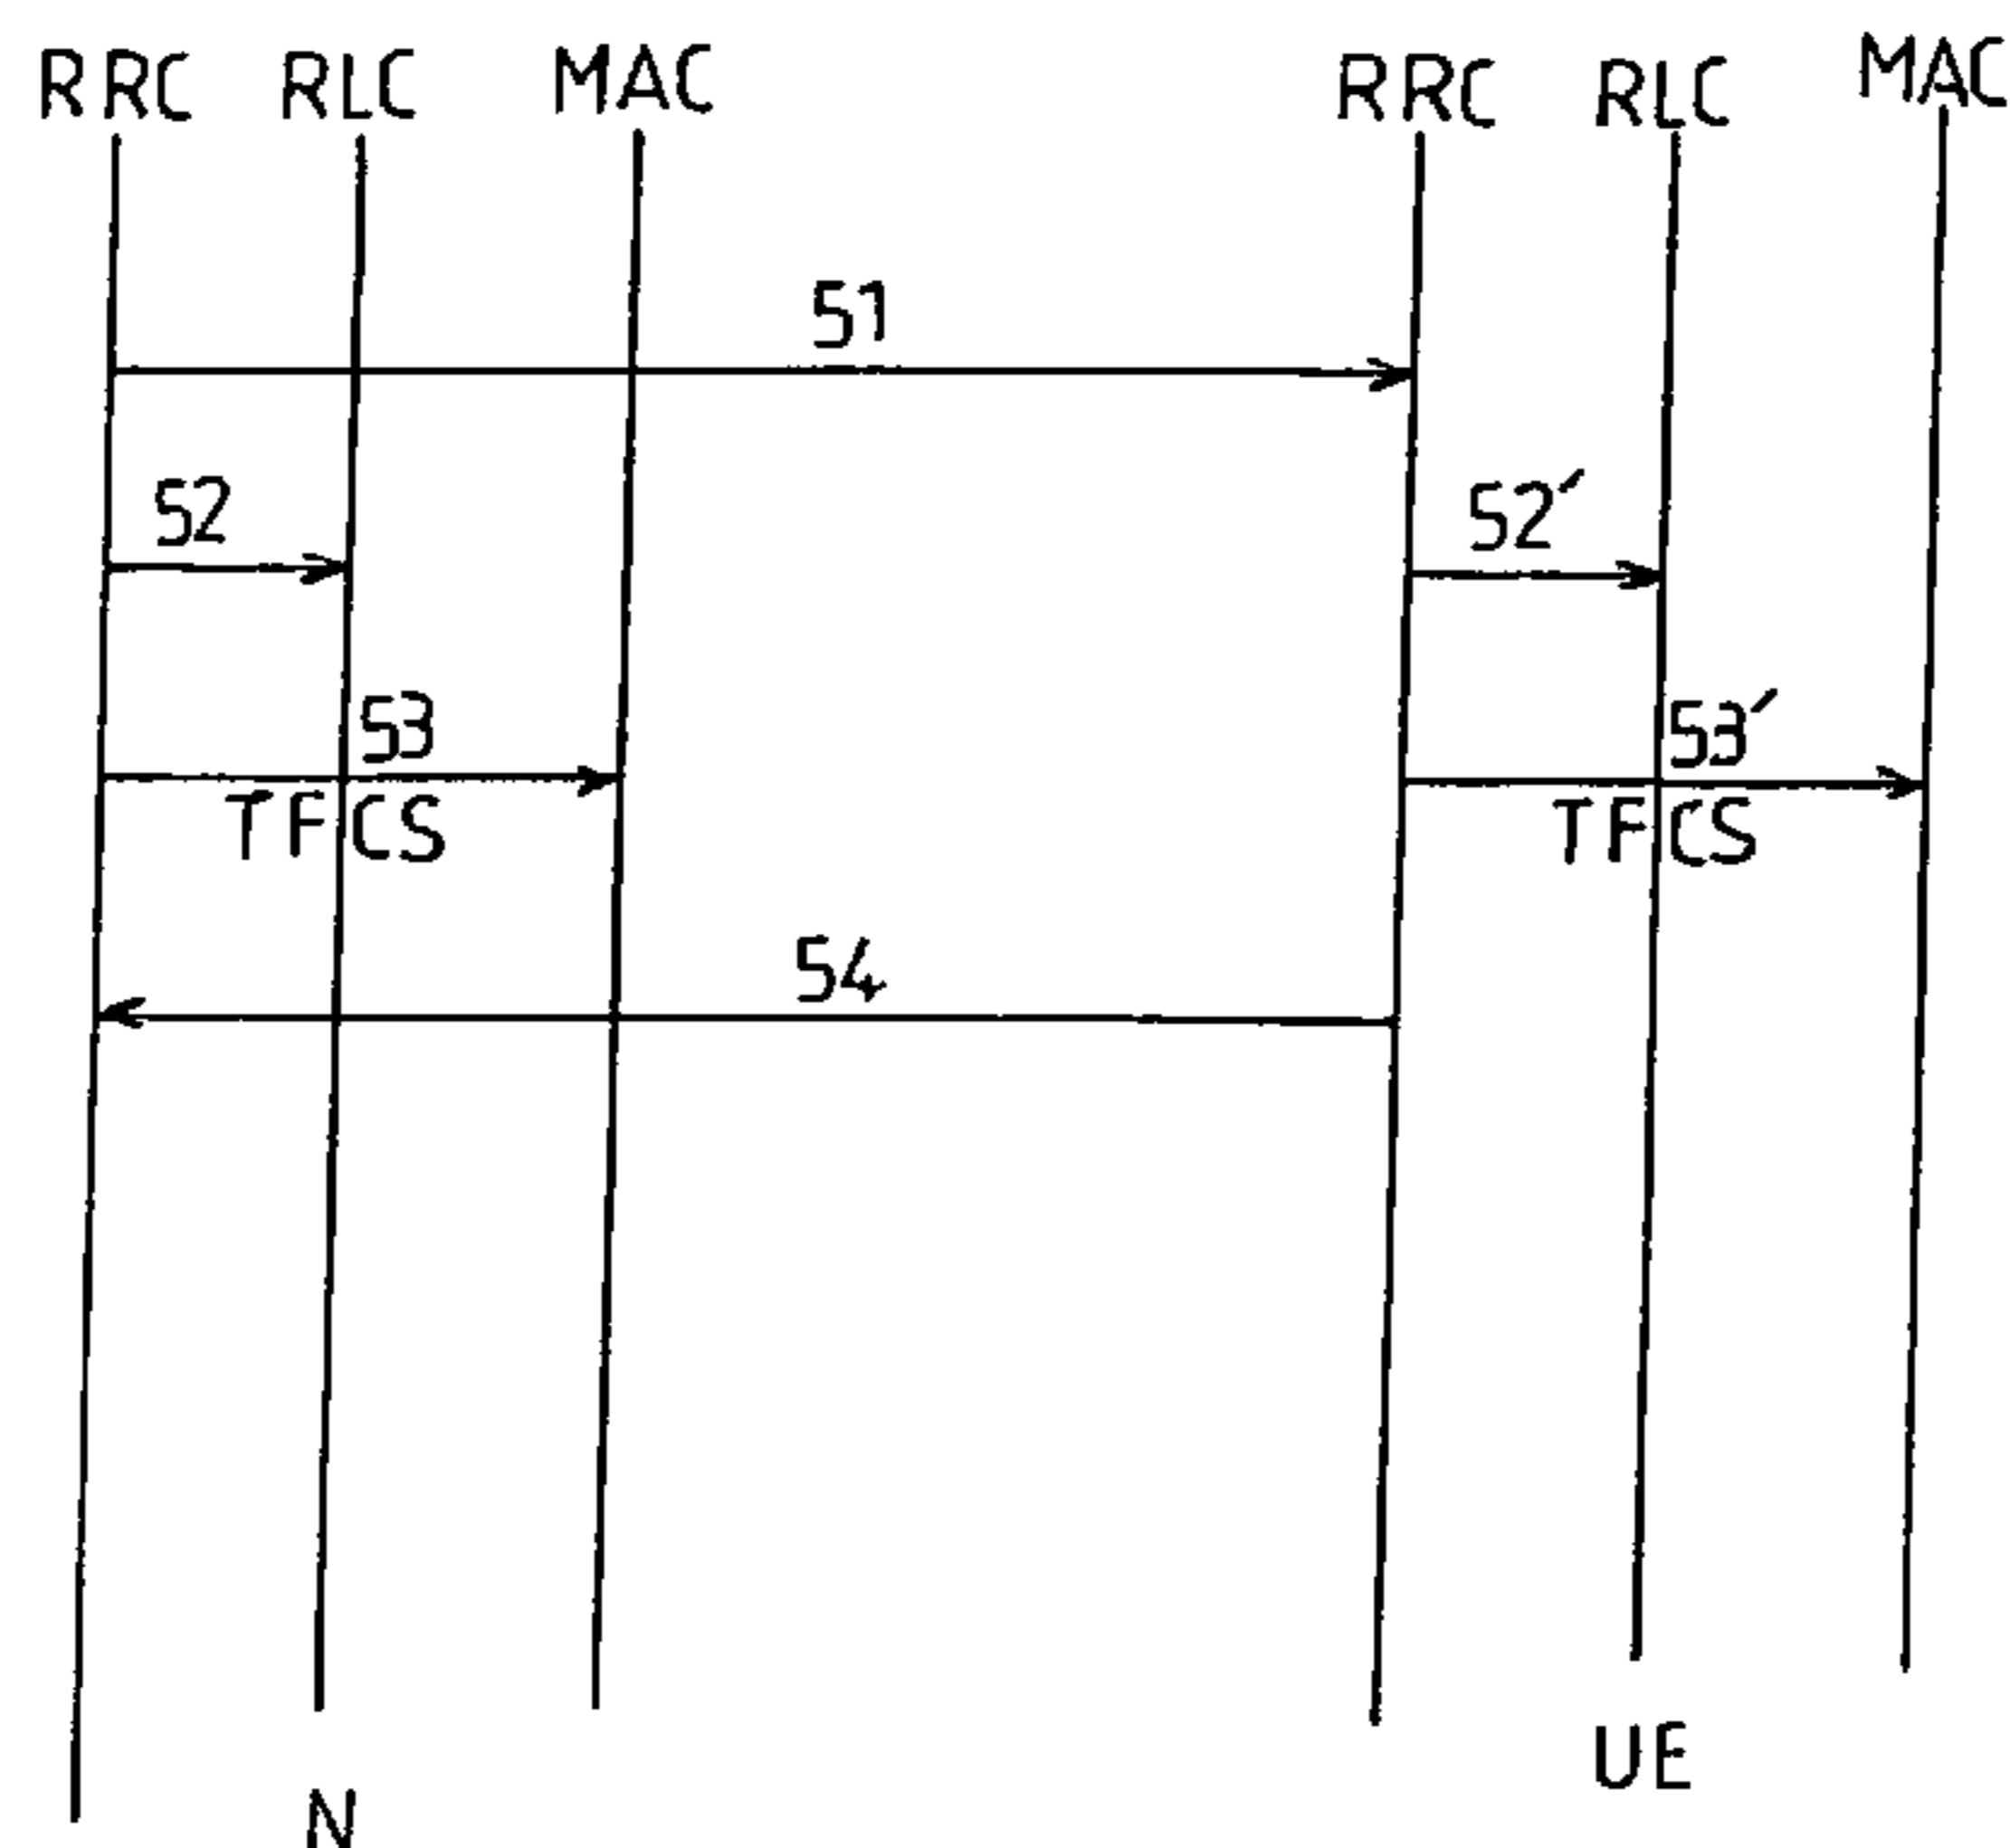 RRC RLC MAC RRC RLC MAC
51
52 52′
53 53′
TFCS TFCS
54
UE
N